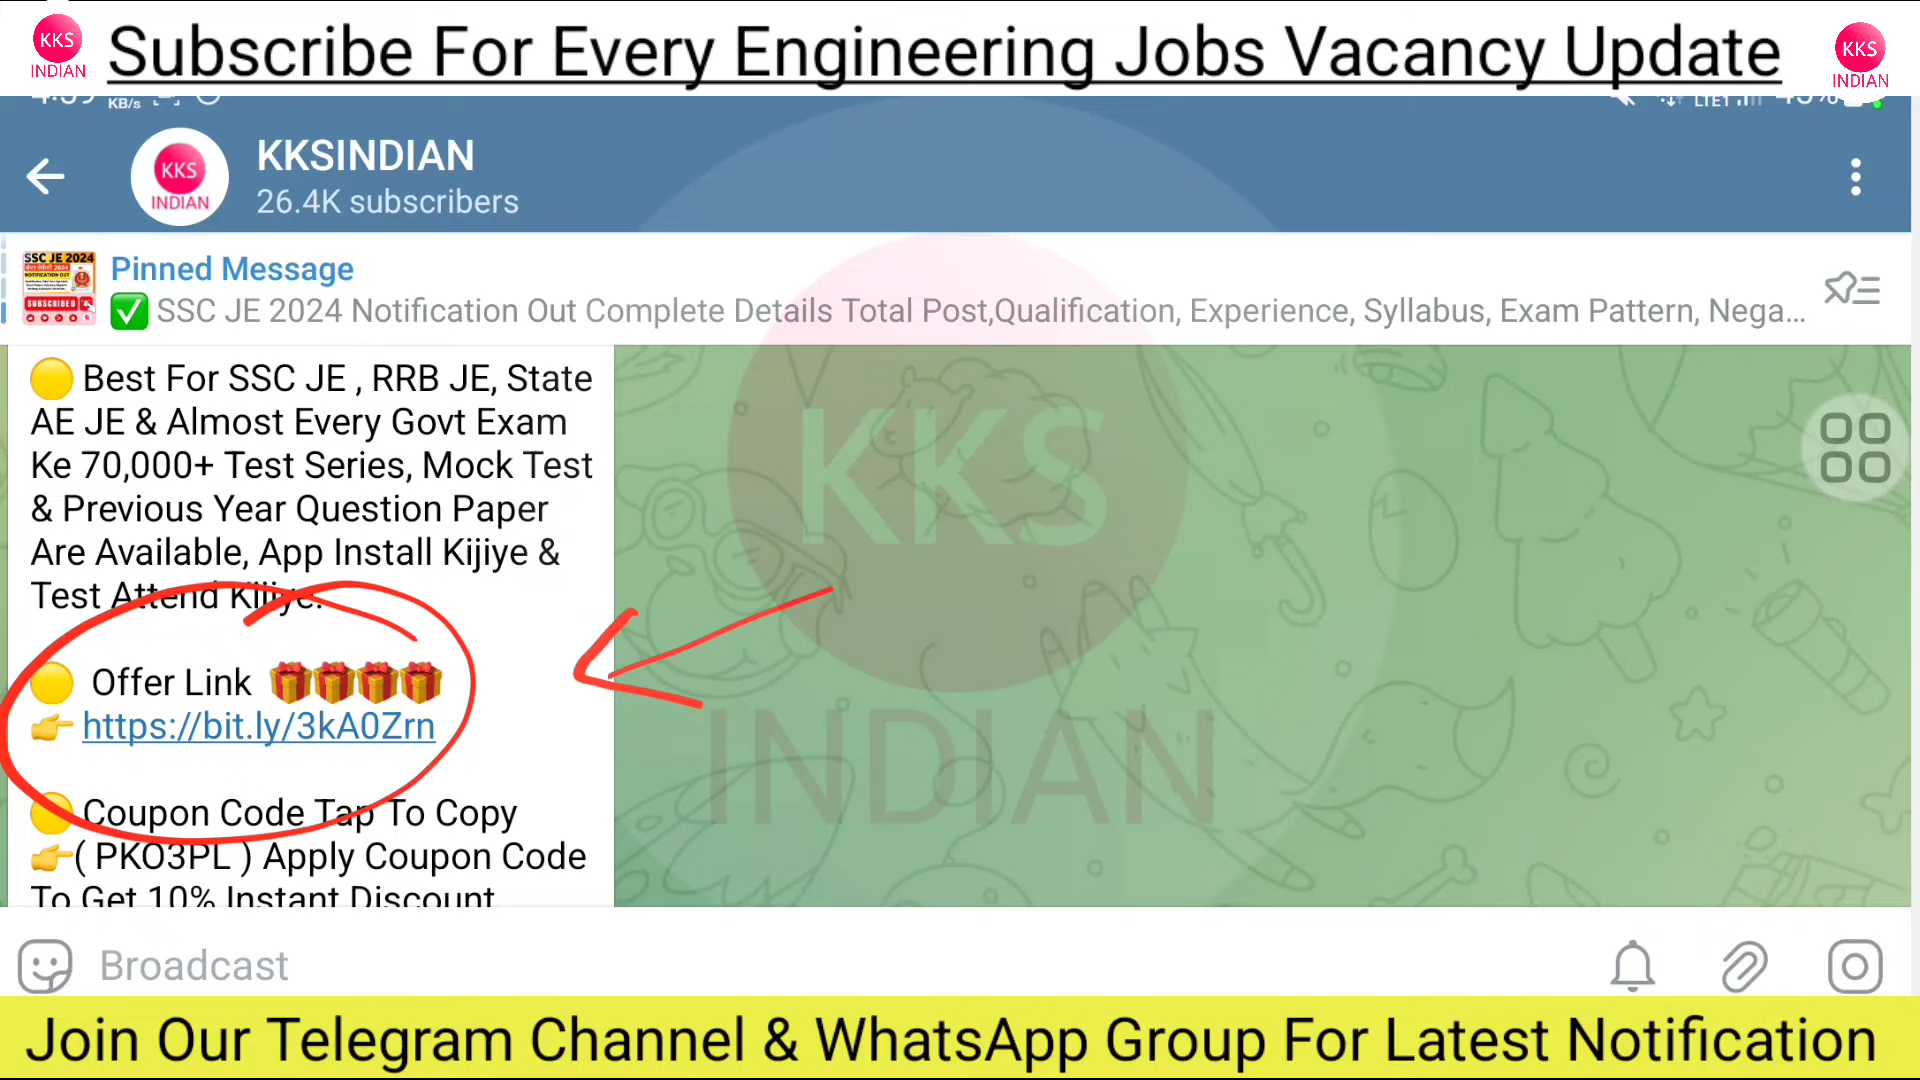 KKS
INDIAN
Subscribe For Every Engineering Jobs Vacancy Update
KKS
INDIAN
KB/s
LTE1
KKS
INDIAN
KKSINDIAN
26.4K subscribers
SSC JE 2024
NOTIFICATION OUT
SUBSCRIBED
Pinned Message
✅ SSC JE 2024 Notification Out Complete Details Total Post,Qualification, Experience, Syllabus, Exam Pattern, Nega...
🟡 Best For SSC JE , RRB JE, State
AE JE & Almost Every Govt Exam
Ke 70,000+ Test Series, Mock Test
& Previous Year Question Paper
Are Available, App Install Kijiye &
Test Attend Kijiye.
🟡 Offer Link 🎁🎁🎁🎁
👉 https://bit.ly/3kA0Zrn
🟡 Coupon Code Tap To Copy
👉( PKO3PL ) Apply Coupon Code
To Get 10% Instant Discount
KKS
INDIAN
Broadcast
Join Our Telegram Channel & WhatsApp Group For Latest Notification